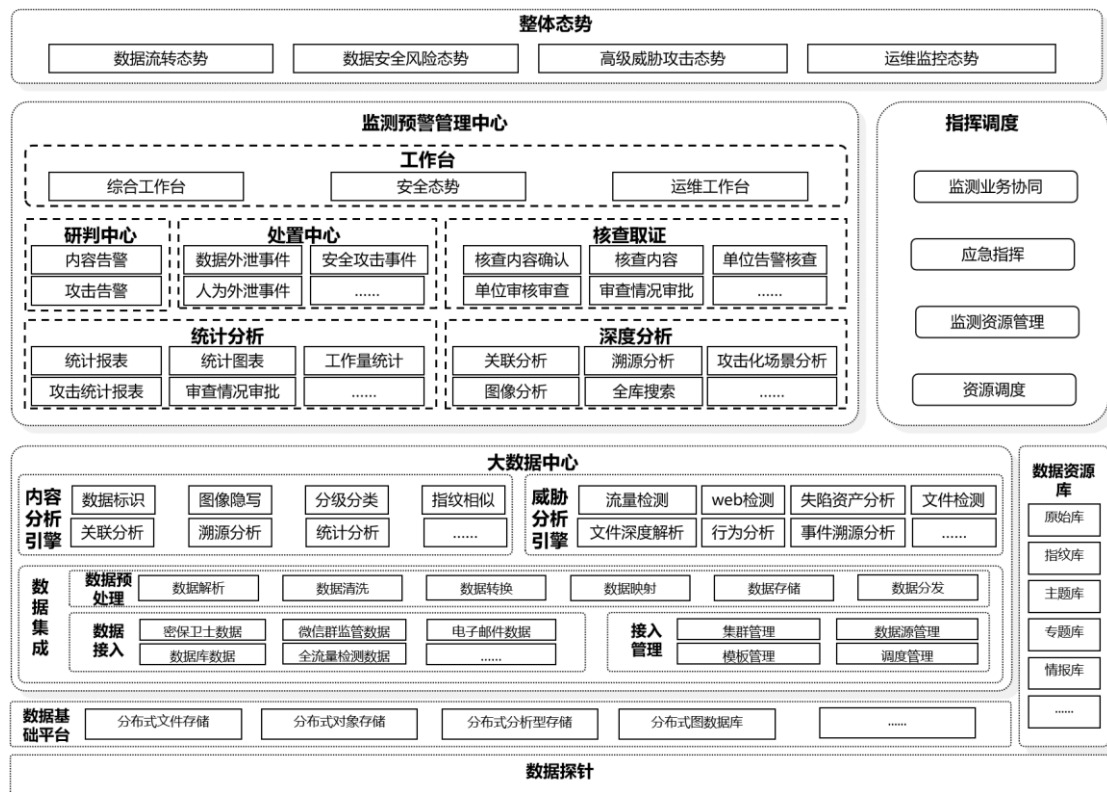 整体态势
数据流转态势 数据安全风险态势 高级威胁攻击态势 运维监控态势
监测预警管理中心
工作台
综合工作台 安全态势 运维工作台
研判中心
内容告警
攻击告警
处置中心
数据外泄事件 安全攻击事件
人为外泄事件 ......
核查取证
核查内容确认 核查内容 单位告警核查
单位审核审查 审查情况审批 ......
统计分析
统计报表 统计图表 工作量统计
攻击统计报表 审查情况审批 ......
深度分析
关联分析 溯源分析 攻击化场景分析
图像分析 全库搜索 ......
指挥调度
监测业务协同
应急指挥
监测资源管理
资源调度
大数据中心
内容
分析
引擎
数据标识 图像隐写 分级分类 指纹相似
关联分析 溯源分析 统计分析 ......
威胁
分析
引擎
流量检测 web检测 失陷资产分析 文件检测
文件深度解析 行为分析 事件溯源分析 ......
数
据
集
成
数据预
处理
数据解析 数据清洗 数据转换 数据映射 数据存储 数据分发
数据
接入
密保卫士数据 微信群监管数据 电子邮件数据
数据库数据 全流量检测数据 ......
接入
管理
集群管理 数据源管理
模板管理 调度管理
数据资源
库
原始库
指纹库
主题库
专题库
情报库
......
数据基
础平台
分布式文件存储 分布式对象存储 分布式分析型存储 分布式图数据库 ......
数据探针